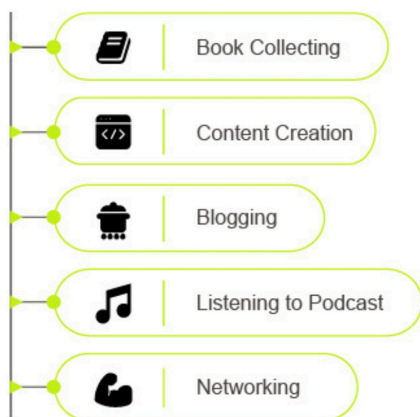 Book Collecting
Content Creation
Blogging
Listening to Podcast
Networking